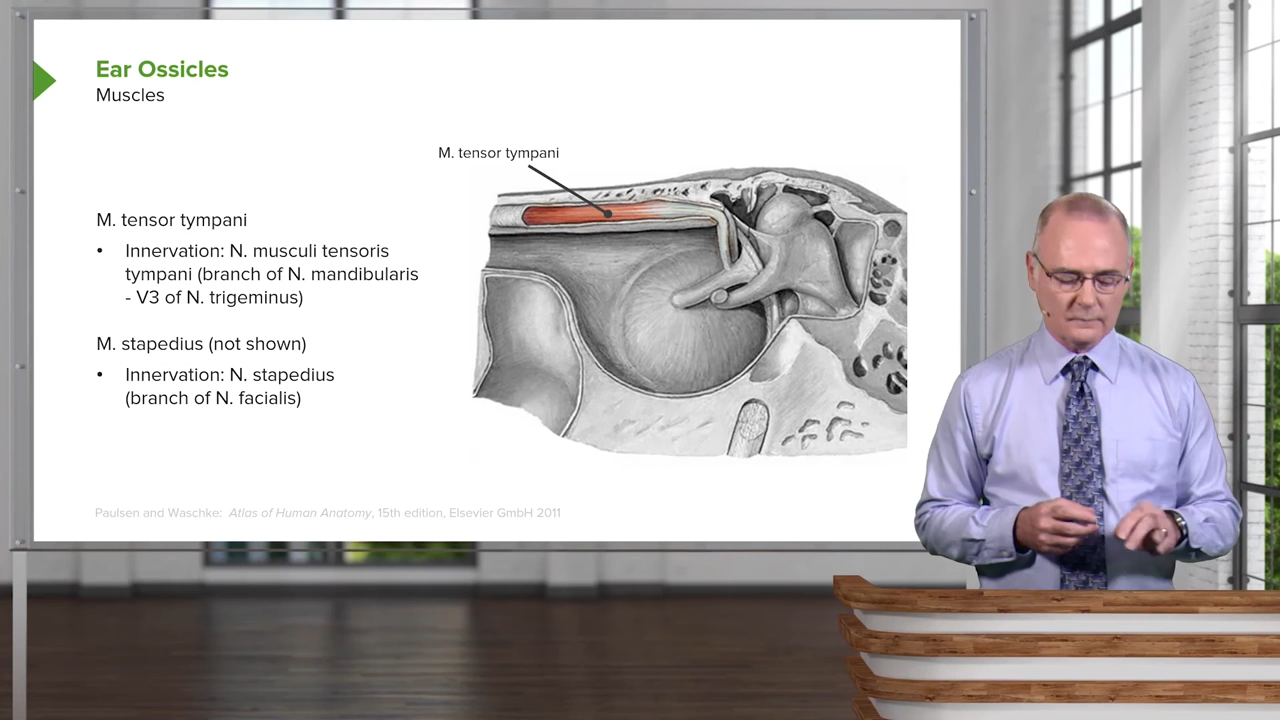 Ear Ossicles
Muscles
M. tensor tympani
M. tensor tympani
• Innervation: N. musculi tensoris
tympani (branch of N. mandibularis
- V3 of N. trigeminus)
M. stapedius (not shown)
• Innervation: N. stapedius
(branch of N. facialis)
Paulsen and Waschke: Atlas of Human Anatomy, 15th edition, Elsevier GmbH 2011